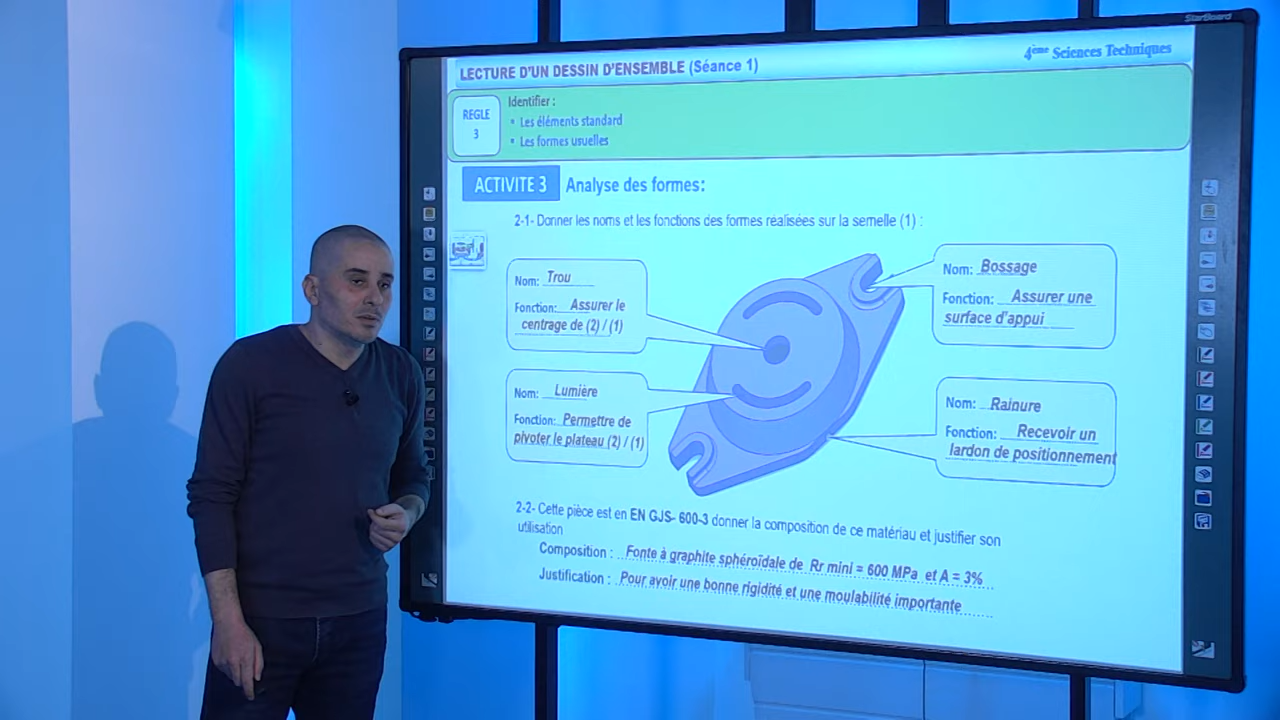 StarBoard
4ème Sciences Techniques
LECTURE D'UN DESSIN D'ENSEMBLE (Séance 1)
REGLE
3
Identifier :
▪ Les éléments standard
▪ Les formes usuelles
ACTIVITE 3 Analyse des formes:
2-1- Donner les noms et les fonctions des formes réalisées sur la semelle (1) :
Nom: Trou
Fonction: Assurer le
centrage de (2) / (1)
Nom: Bossage
Fonction: Assurer une
surface d'appui
Nom: Lumière
Fonction: Permettre de
pivoter le plateau (2) / (1)
Nom: Rainure
Fonction: Recevoir un
lardon de positionnement
2-2- Cette pièce est en EN GJS- 600-3 donner la composition de ce matériau et justifier son
utilisation
Composition : Fonte à graphite sphéroïdale de Rr mini = 600 MPa et A = 3%
Justification : Pour avoir une bonne rigidité et une moulabilité importante